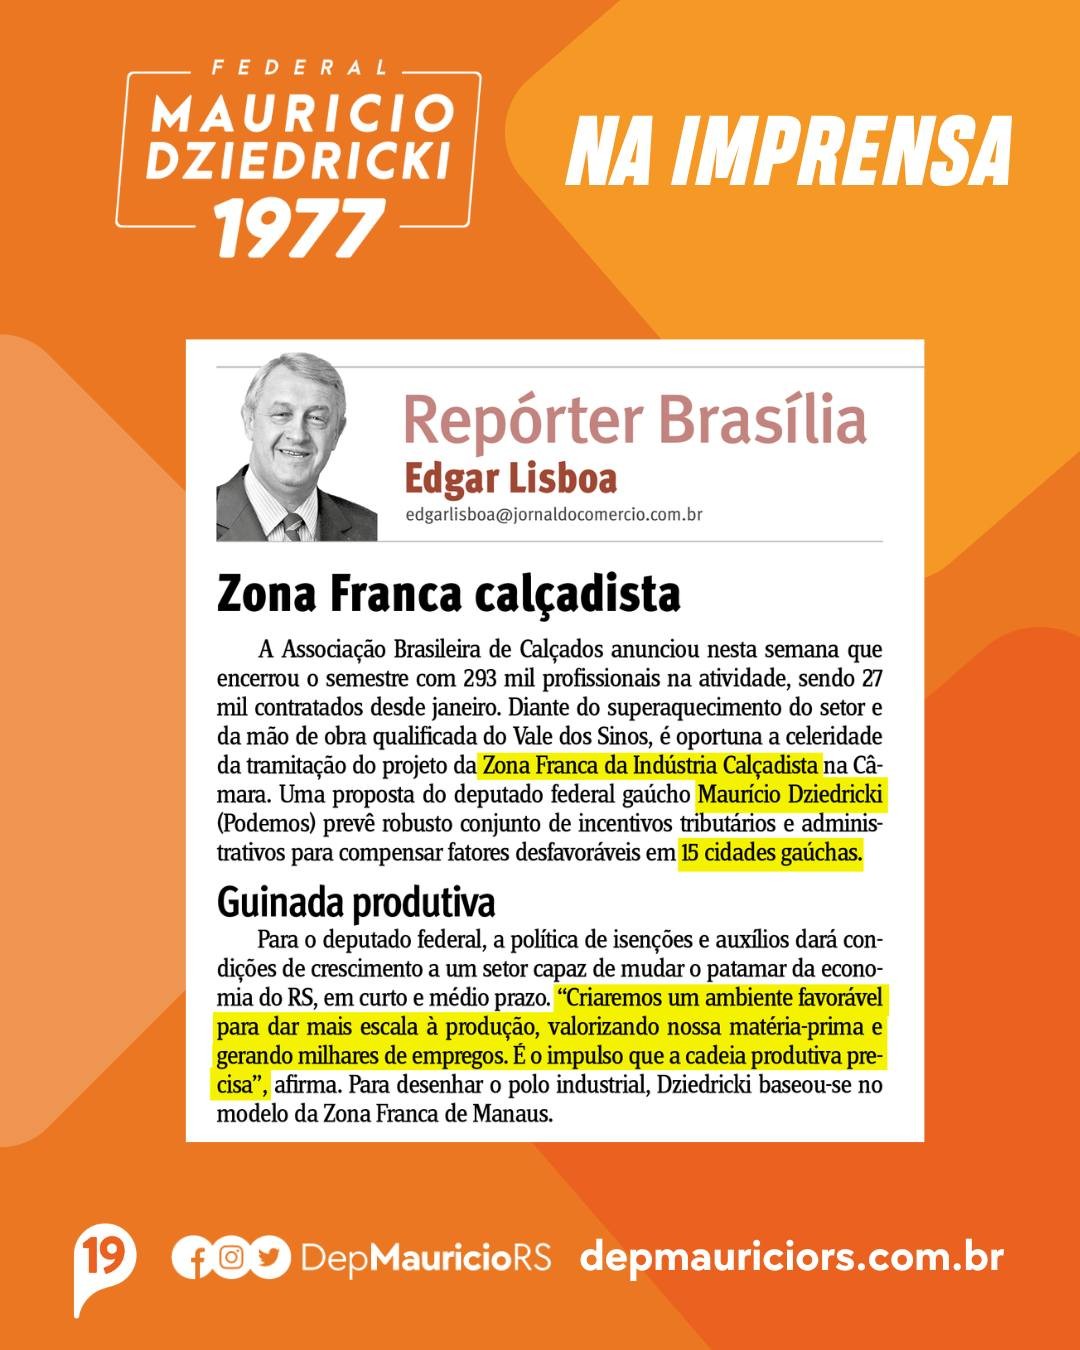 FEDERAL
MAURICIO
DZIEDRICKI
1977
NA IMPRENSA
Repórter Brasília
Edgar Lisboa
edgarlisboa@jornaldocomercio.com.br
Zona Franca calçadista
A Associação Brasileira de Calçados anunciou nesta semana que
encerrou o semestre com 293 mil profissionais na atividade, sendo 27
mil contratados desde janeiro. Diante do superaquecimento do setor e
da mão de obra qualificada do Vale dos Sinos, é oportuna a celeridade
da tramitação do projeto da Zona Franca da Indústria Calçadista na Câ-
mara. Uma proposta do deputado federal gaúcho Maurício Dziedricki
(Podemos) prevê robusto conjunto de incentivos tributários e adminis-
trativos para compensar fatores desfavoráveis em 15 cidades gaúchas.
Guinada produtiva
Para o deputado federal, a política de isenções e auxílios dará con-
dições de crescimento a um setor capaz de mudar o patamar da econo-
mia do RS, em curto e médio prazo. “Criaremos um ambiente favorável
para dar mais escala à produção, valorizando nossa matéria-prima e
gerando milhares de empregos. É o impulso que a cadeia produtiva pre-
cisa”, afirma. Para desenhar o polo industrial, Dziedricki baseou-se no
modelo da Zona Franca de Manaus.
19
DepMauricioRS
depmauriciors.com.br